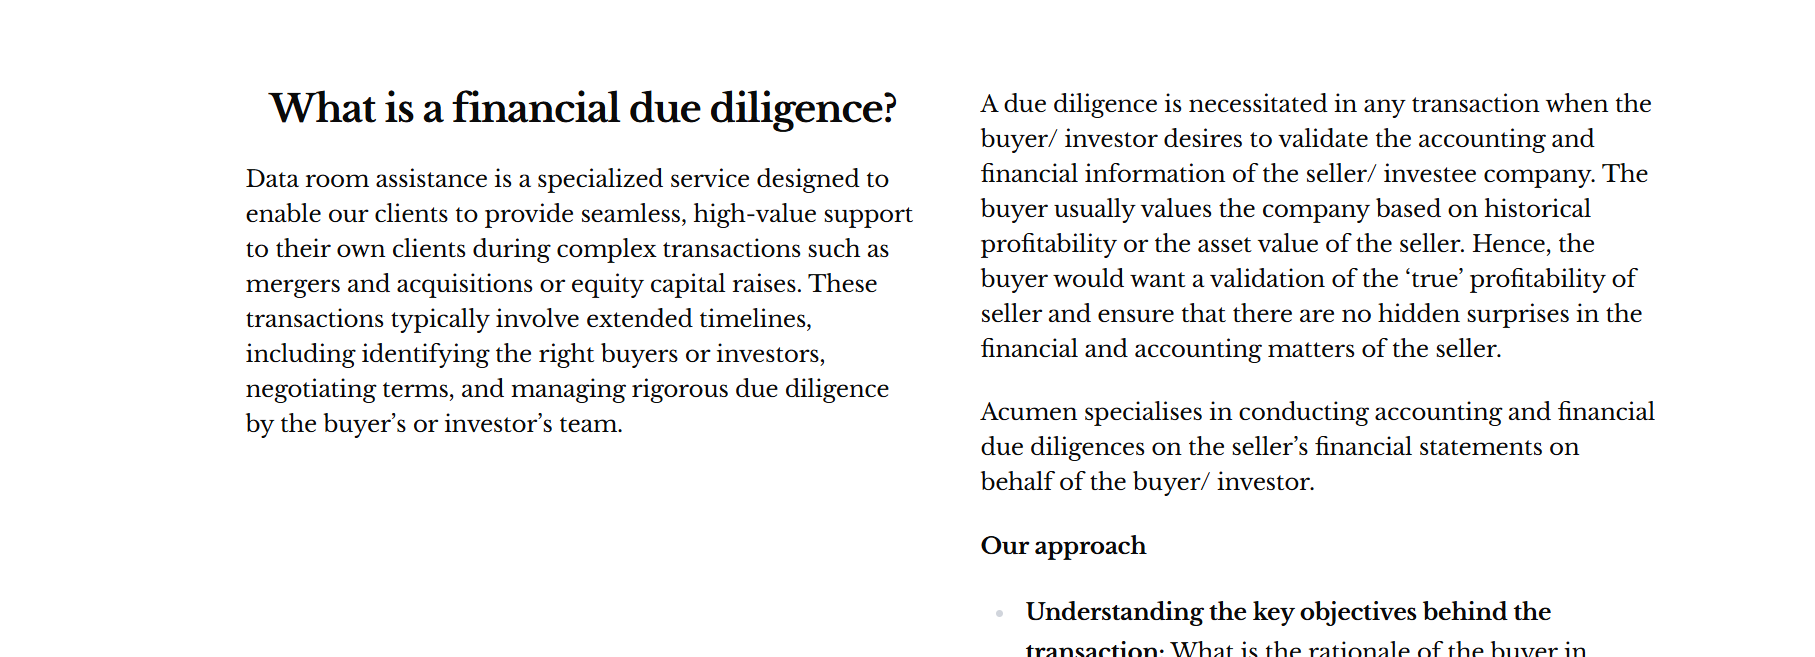 What is a financial due diligence?
Data room assistance is a specialized service designed to
enable our clients to provide seamless, high-value support
to their own clients during complex transactions such as
mergers and acquisitions or equity capital raises. These
transactions typically involve extended timelines,
including identifying the right buyers or investors,
negotiating terms, and managing rigorous due diligence
by the buyer’s or investor’s team.
A due diligence is necessitated in any transaction when the
buyer/ investor desires to validate the accounting and
financial information of the seller/ investee company. The
buyer usually values the company based on historical
profitability or the asset value of the seller. Hence, the
buyer would want a validation of the ‘true’ profitability of
seller and ensure that there are no hidden surprises in the
financial and accounting matters of the seller.
Acumen specialises in conducting accounting and financial
due diligences on the seller’s financial statements on
behalf of the buyer/ investor.
Our approach
• Understanding the key objectives behind the
transaction: What is the rationale of the buyer in